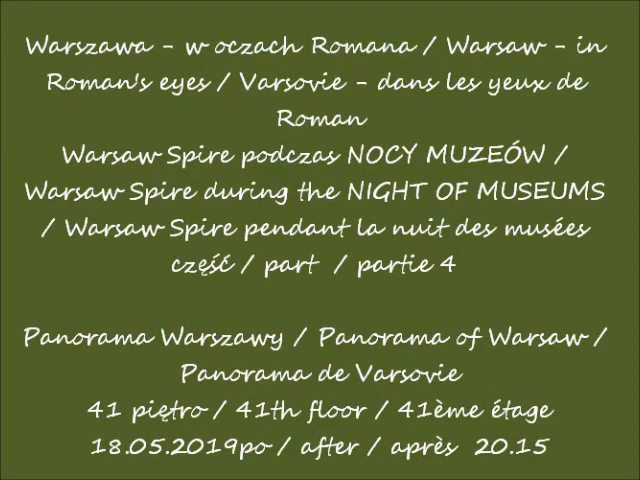 Warszawa - w oczach Romana / Warsaw - in
Roman's eyes / Varsovie - dans les yeux de
Roman
Warsaw Spire podczas NOCY MUZEÓW /
Warsaw Spire during the NIGHT OF MUSEUMS
/ Warsaw Spire pendant la nuit des musées
część / part / partie 4
Panorama Warszawy / Panorama of Warsaw /
Panorama de Varsovie
41 piętro / 41th floor / 41ème étage
18.05.2019po / after / après 20.15